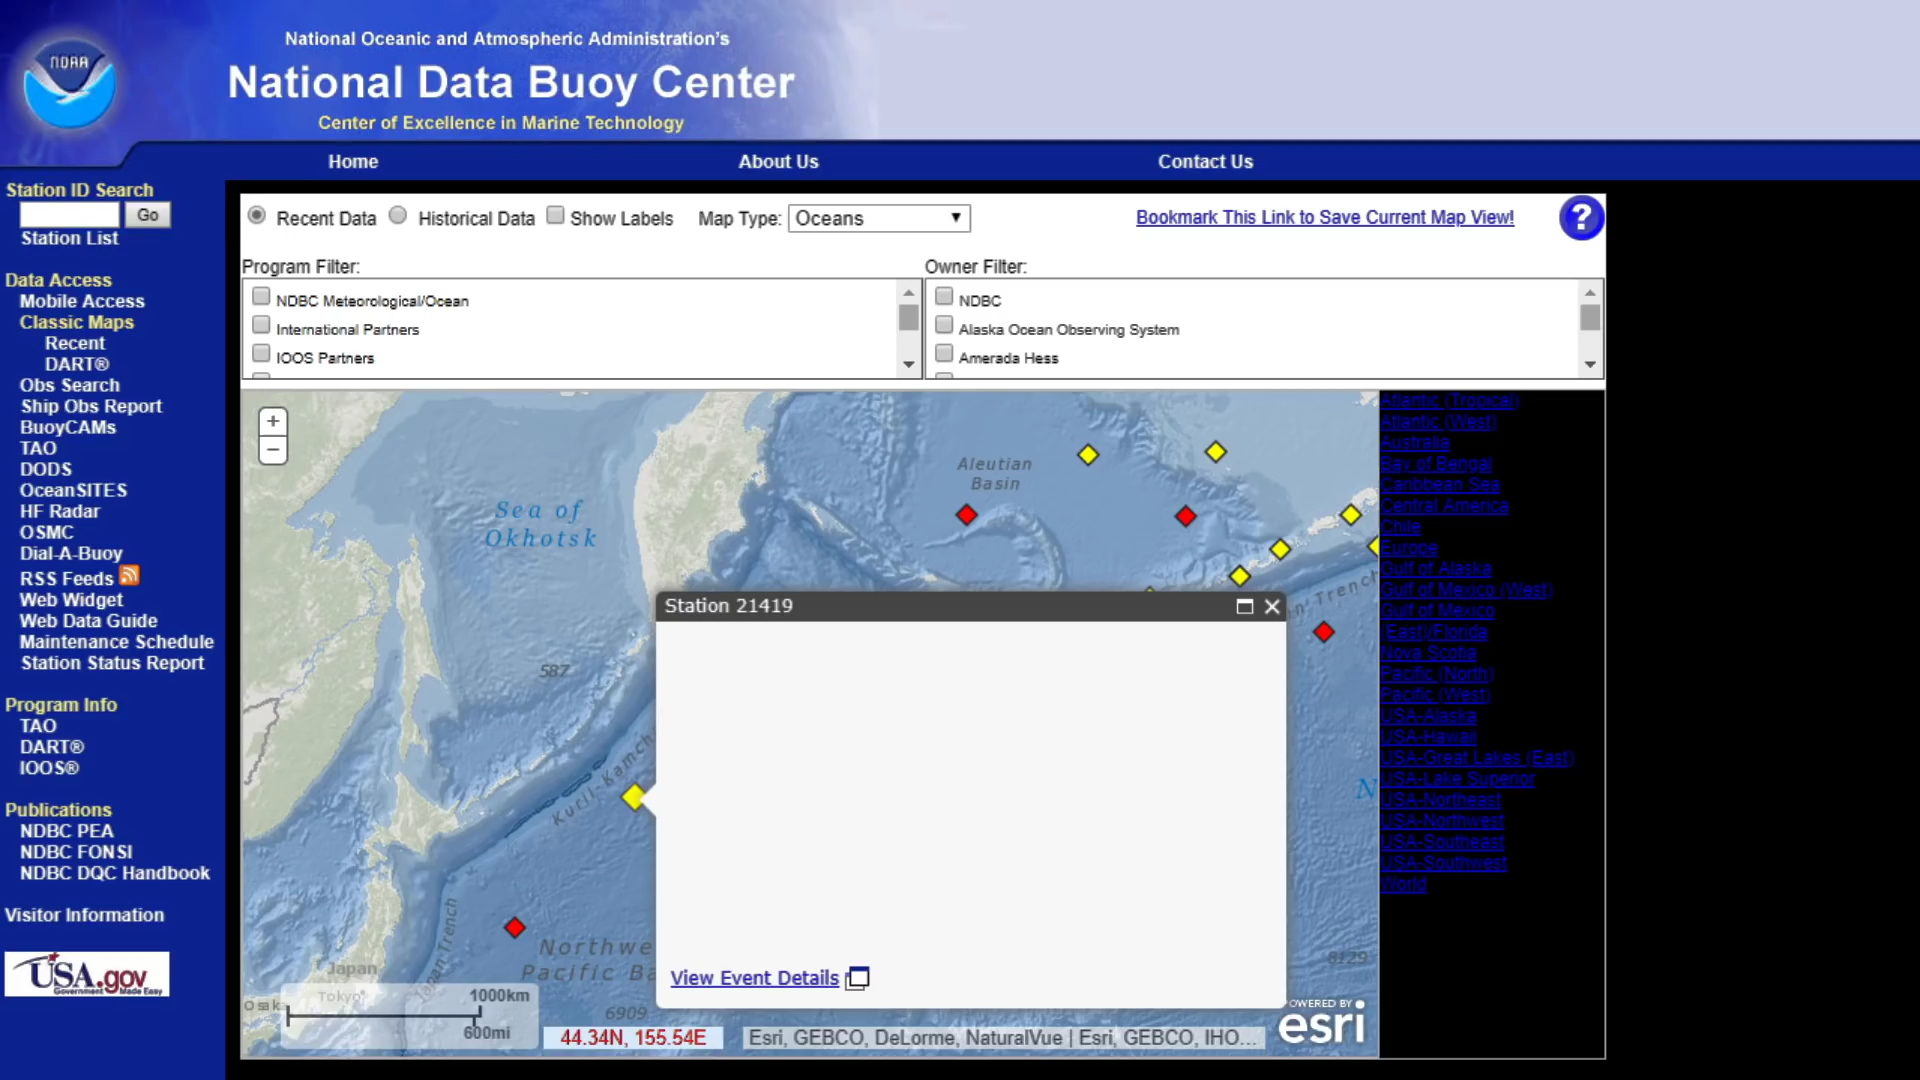 NOAA
National Oceanic and Atmospheric Administration's
National Data Buoy Center
Center of Excellence in Marine Technology
Home
About Us
Contact Us
Station ID Search
Go
Station List
Data Access
Mobile Access
Classic Maps
Recent
DART®
Obs Search
Ship Obs Report
BuoyCAMs
TAO
DODS
OceanSITES
HF Radar
OSMC
Dial-A-Buoy
RSS Feeds
Web Widget
Web Data Guide
Maintenance Schedule
Station Status Report
Program Info
TAO
DART®
IOOS®
Publications
NDBC PEA
NDBC FONSI
NDBC DQC Handbook
Visitor Information
USA.gov
Government Made Easy
Recent Data
Historical Data
Show Labels
Map Type: Oceans
Bookmark This Link to Save Current Map View!
?
Program Filter:
NDBC Meteorological/Ocean
International Partners
IOOS Partners
Owner Filter:
NDBC
Alaska Ocean Observing System
Amerada Hess
+
−
Aleutian
Basin
Sea of
Okhotsk
587
Kuril-Kamch
n Trench
Station 21419
View Event Details
Northwe
Pacific Ba
Japan Trench
Japan
Tokyo
Osak
6909
8129
N
1000km
600mi
44.34N, 155.54E
Esri, GEBCO, DeLorme, NaturalVue | Esri, GEBCO, IHO...
POWERED BY
esri
Atlantic (Tropical)
Atlantic (West)
Australia
Bay of Bengal
Caribbean Sea
Central America
Chile
Europe
Gulf of Alaska
Gulf of Mexico (West)
Gulf of Mexico
(East)/Florida
Nova Scotia
Pacific (North)
Pacific (West)
USA-Alaska
USA-Hawaii
USA-Great Lakes (East)
USA-Lake Superior
USA-Northeast
USA-Northwest
USA-Southeast
USA-Southwest
World